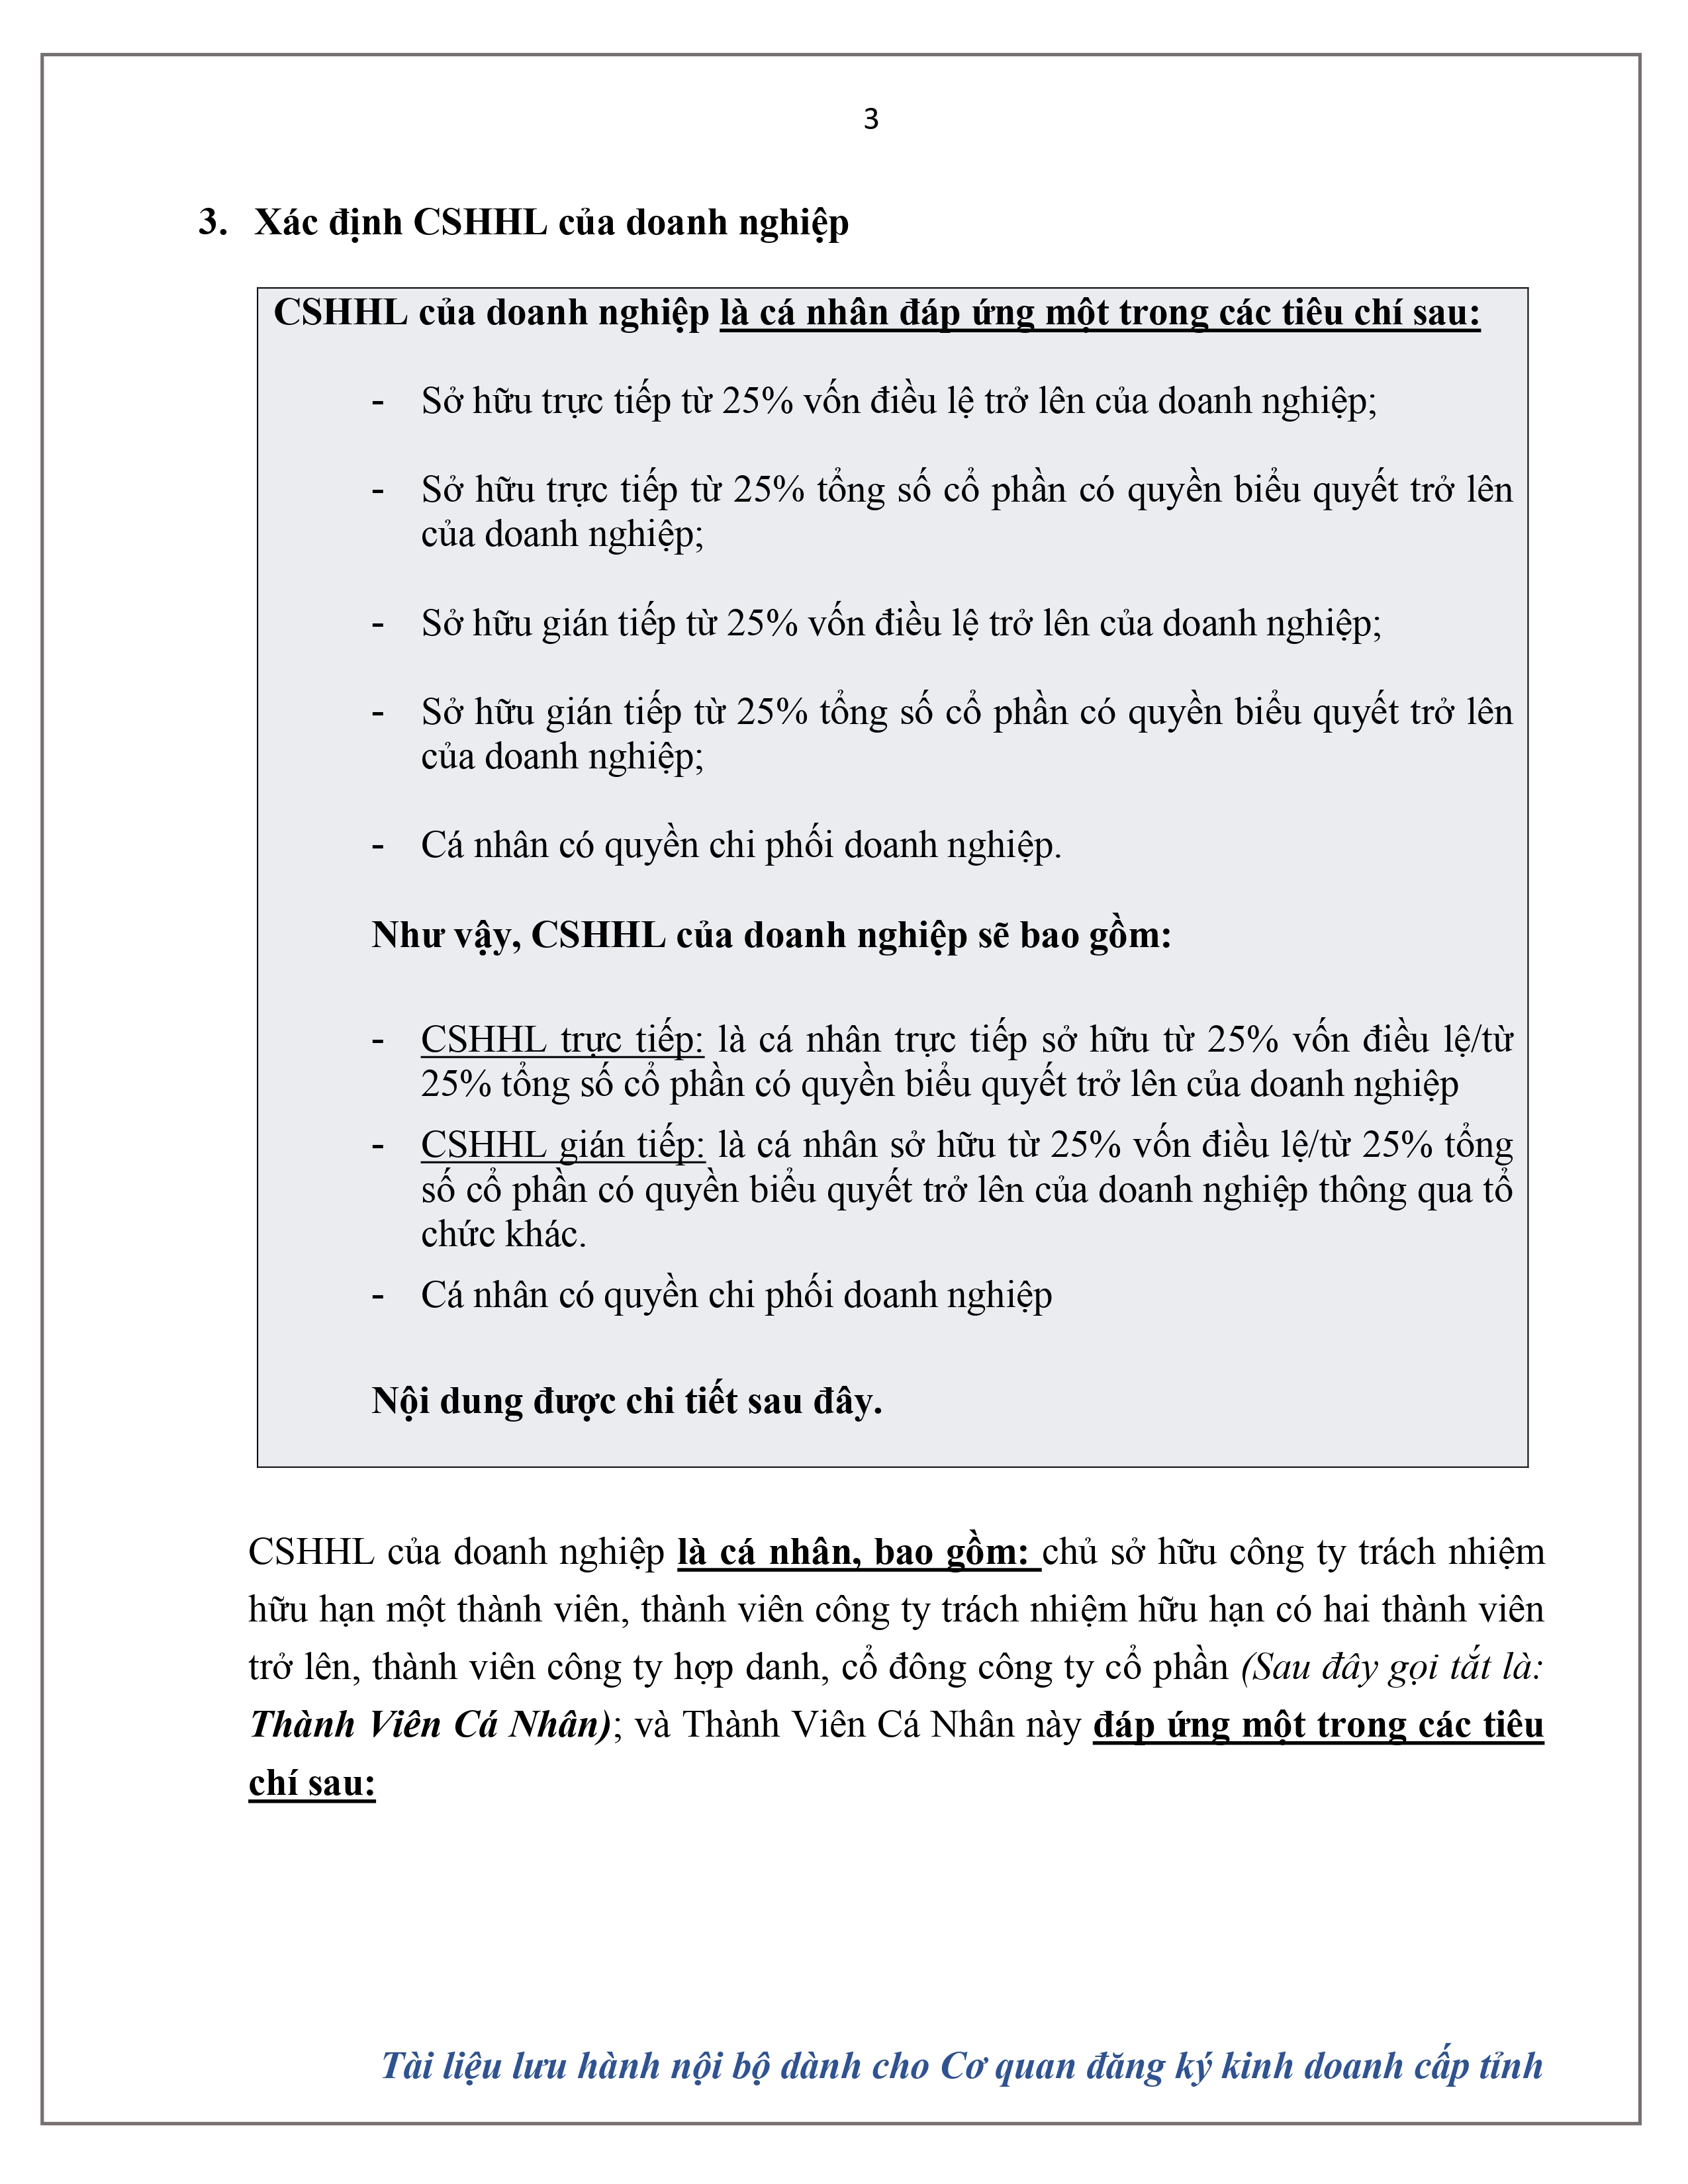 3
3. Xác định CSHHL của doanh nghiệp
CSHHL của doanh nghiệp là cá nhân đáp ứng một trong các tiêu chí sau:
- Sở hữu trực tiếp từ 25% vốn điều lệ trở lên của doanh nghiệp;
- Sở hữu trực tiếp từ 25% tổng số cổ phần có quyền biểu quyết trở lên
của doanh nghiệp;
- Sở hữu gián tiếp từ 25% vốn điều lệ trở lên của doanh nghiệp;
- Sở hữu gián tiếp từ 25% tổng số cổ phần có quyền biểu quyết trở lên
của doanh nghiệp;
- Cá nhân có quyền chi phối doanh nghiệp.
Như vậy, CSHHL của doanh nghiệp sẽ bao gồm:
- CSHHL trực tiếp: là cá nhân trực tiếp sở hữu từ 25% vốn điều lệ/từ
25% tổng số cổ phần có quyền biểu quyết trở lên của doanh nghiệp
- CSHHL gián tiếp: là cá nhân sở hữu từ 25% vốn điều lệ/từ 25% tổng
số cổ phần có quyền biểu quyết trở lên của doanh nghiệp thông qua tổ
chức khác.
- Cá nhân có quyền chi phối doanh nghiệp
Nội dung được chi tiết sau đây.
CSHHL của doanh nghiệp là cá nhân, bao gồm: chủ sở hữu công ty trách nhiệm
hữu hạn một thành viên, thành viên công ty trách nhiệm hữu hạn có hai thành viên
trở lên, thành viên công ty hợp danh, cổ đông công ty cổ phần (Sau đây gọi tắt là:
Thành Viên Cá Nhân); và Thành Viên Cá Nhân này đáp ứng một trong các tiêu
chí sau:
Tài liệu lưu hành nội bộ dành cho Cơ quan đăng ký kinh doanh cấp tỉnh